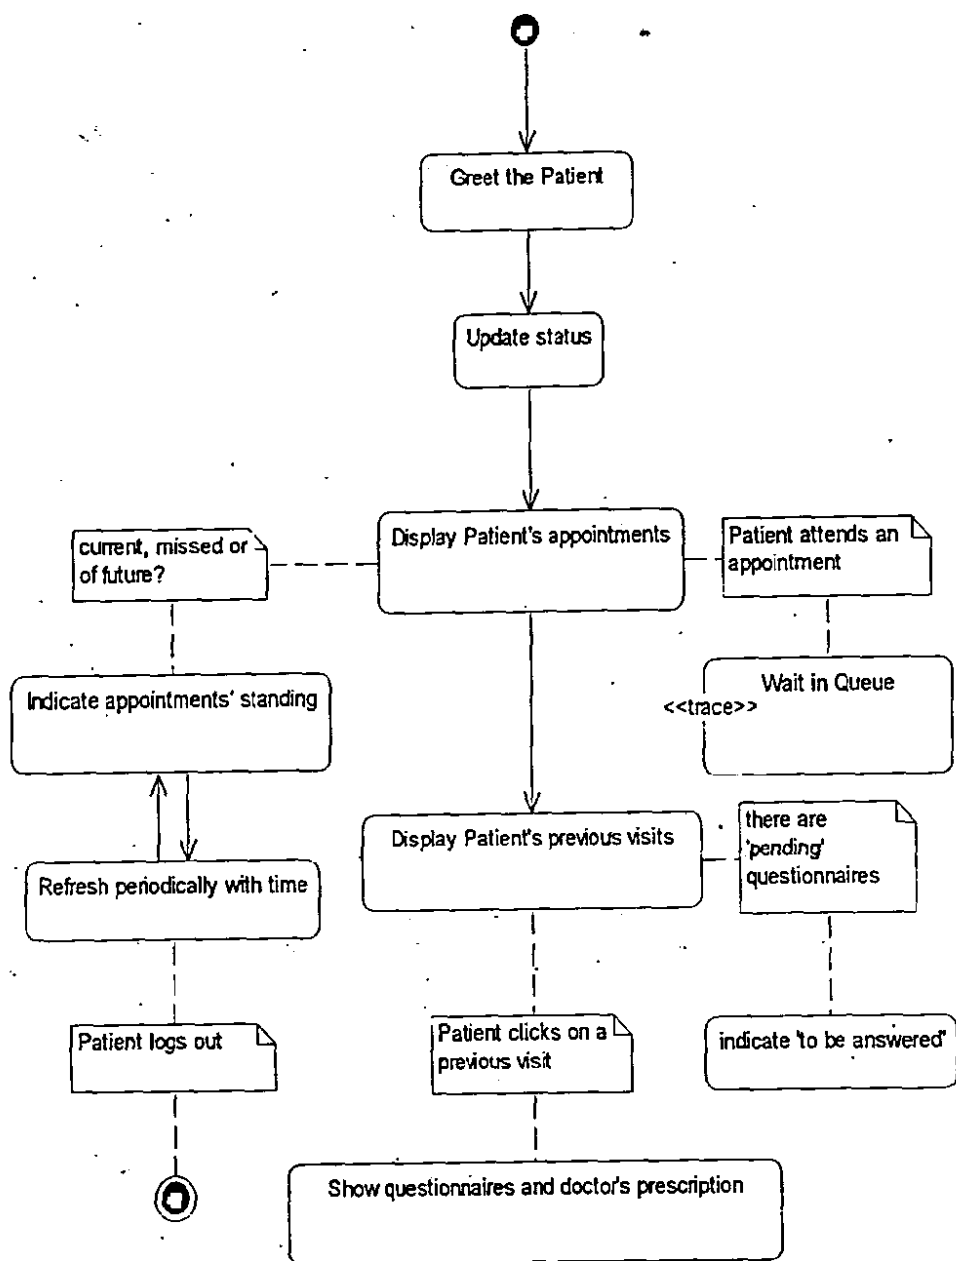 Greet the Patient
Update status
Display Patient's appointments
current, missed or
of future?
Patient attends an
appointment
Indicate appointments' standing
Wait in Queue
<<trace>>
Display Patient's previous visits
there are
'pending'
questionnaires
Refresh periodically with time
Patient logs out
Patient clicks on a
previous visit
indicate 'to be answered'
Show questionnaires and doctor's prescription